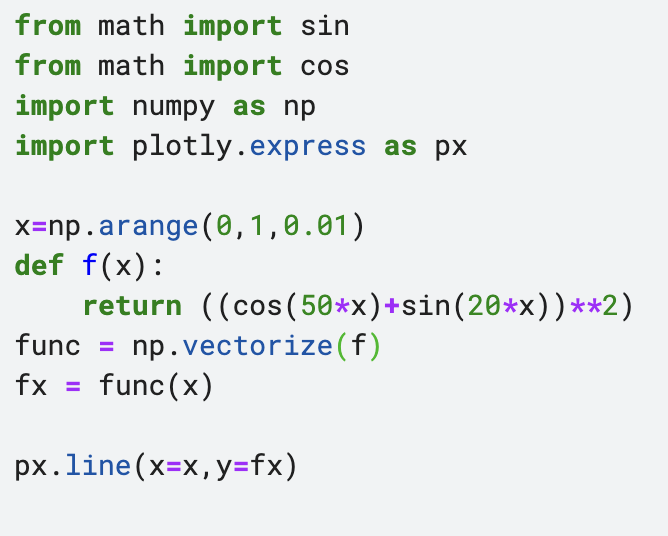 from math import sin
from math import cos
import numpy as np
import plotly.express as px

x=np.arange(0,1,0.01)
def f(x):
    return ((cos(50*x)+sin(20*x))**2)
func = np.vectorize(f)
fx = func(x)

px.line(x=x,y=fx)